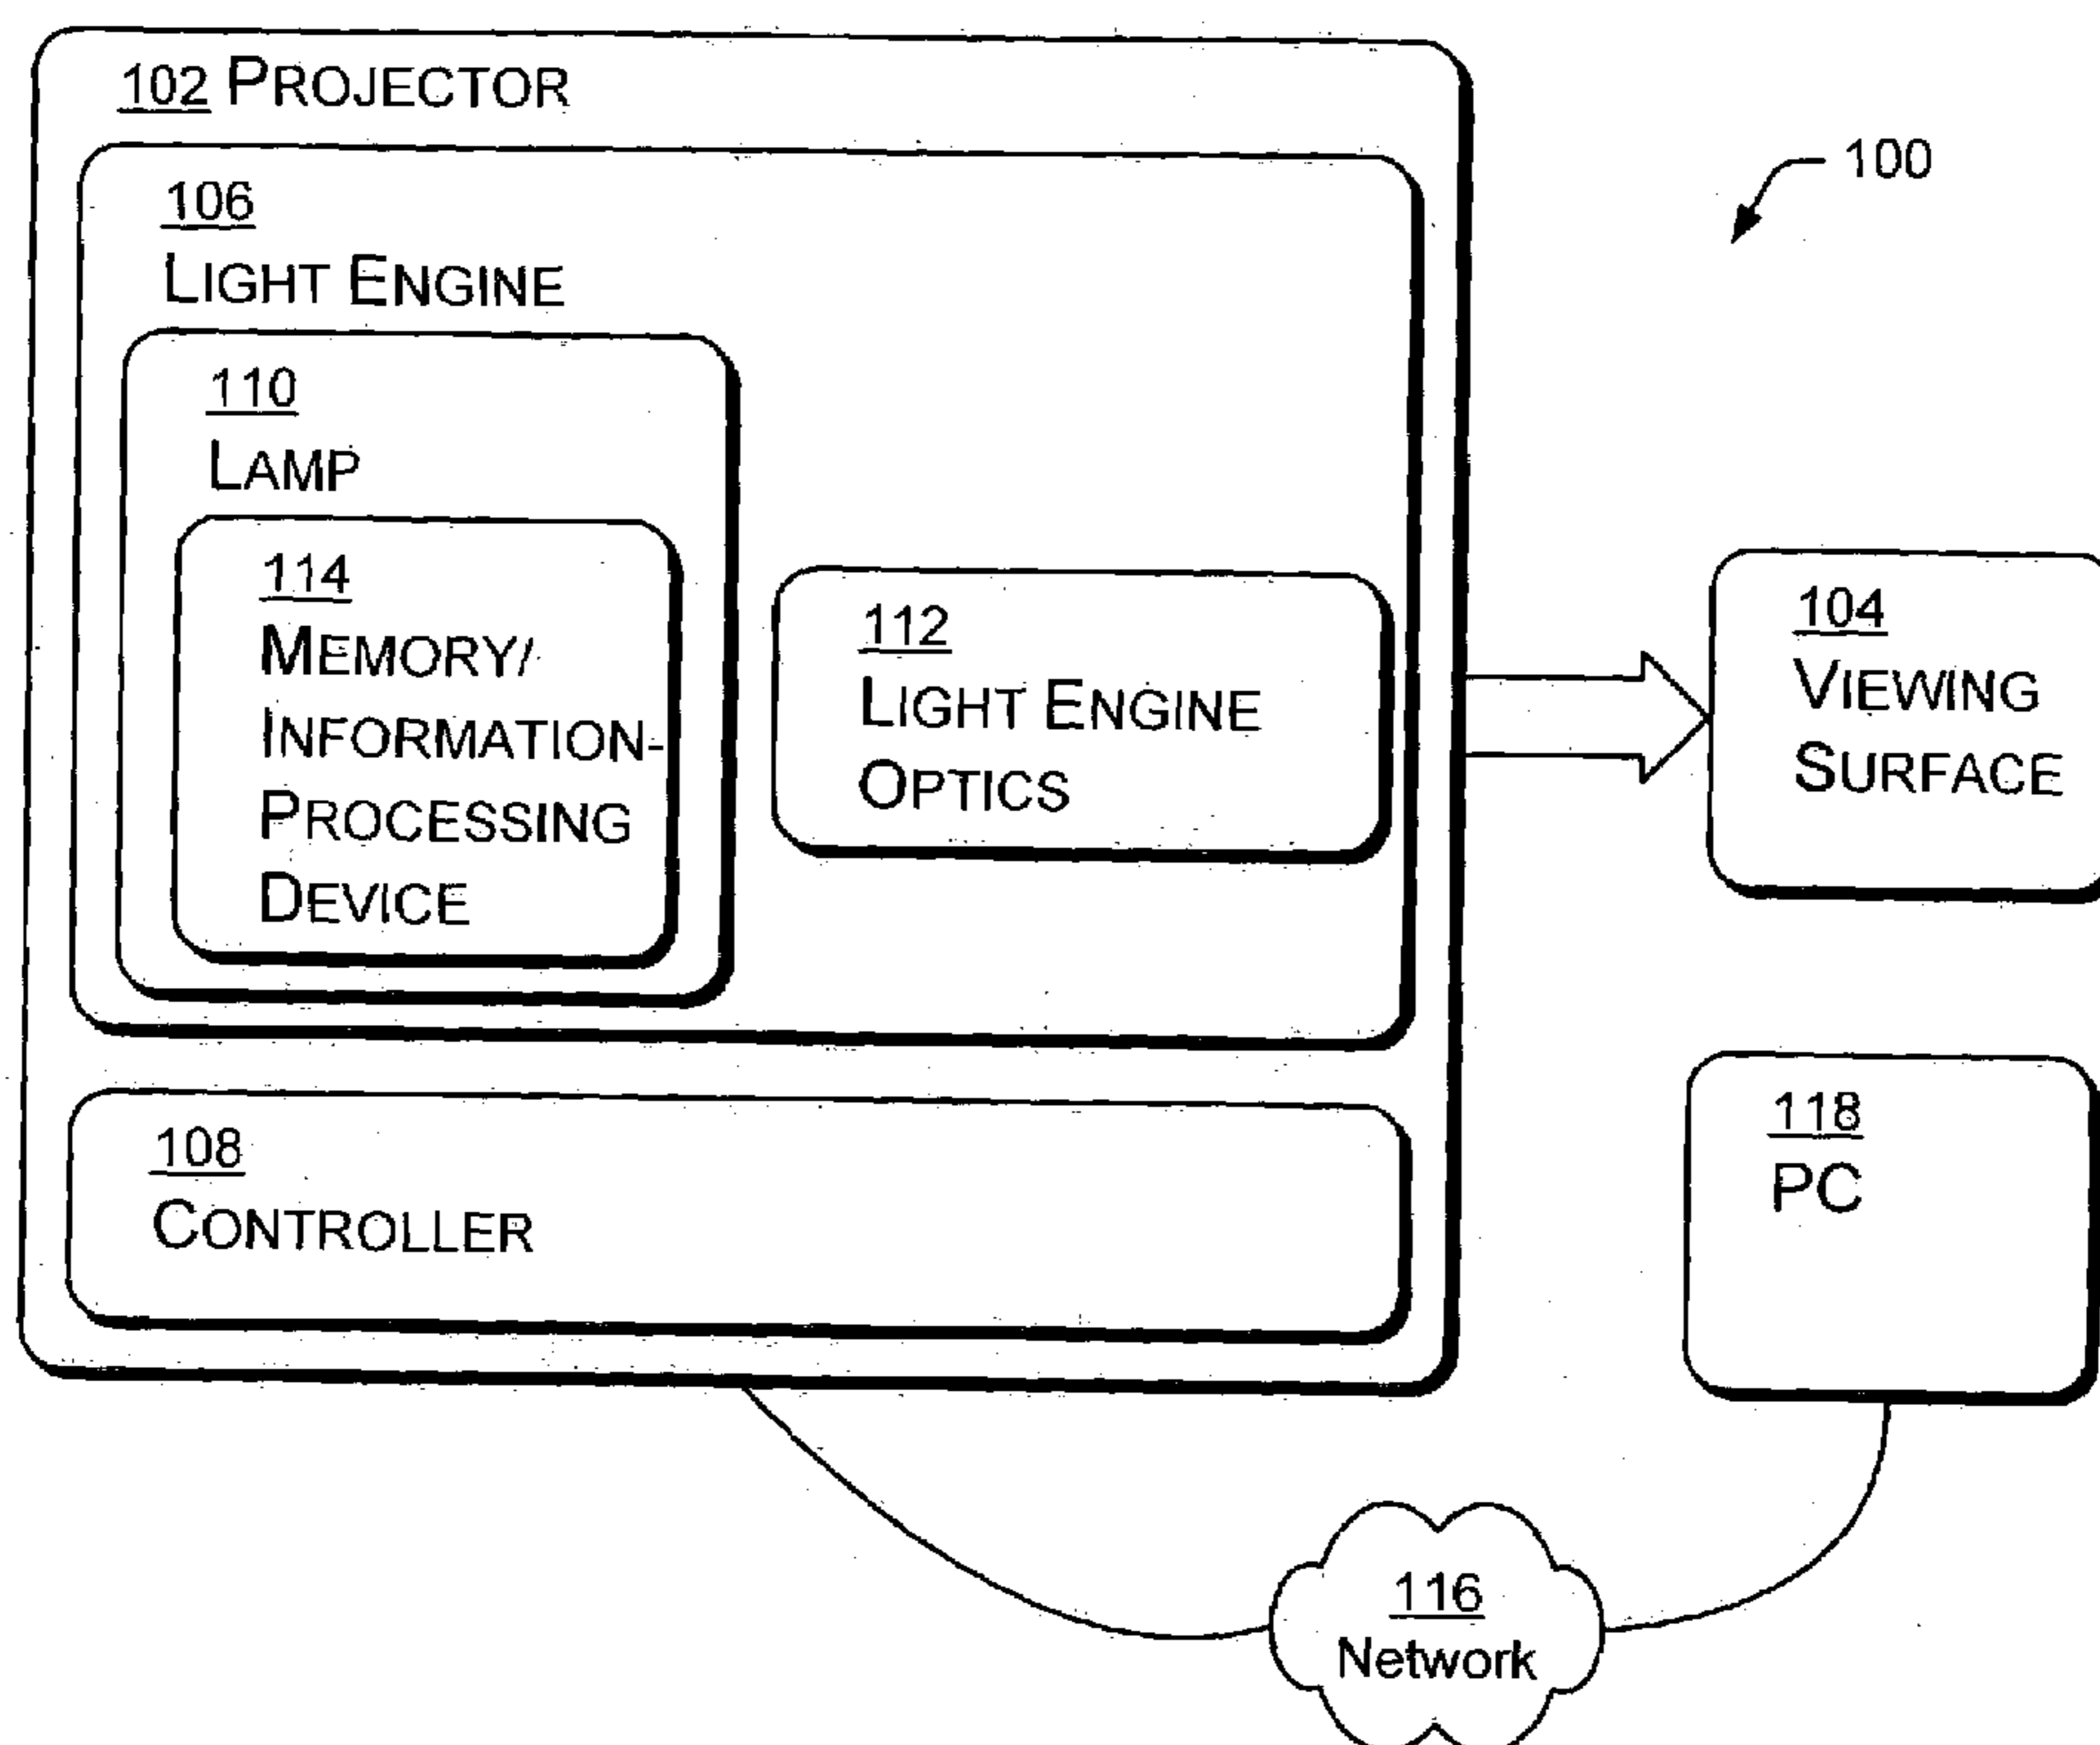 102 PROJECTOR
100
106
LIGHT ENGINE
110
LAMP
114
MEMORY/
INFORMATION-
PROCESSING
DEVICE
112
LIGHT ENGINE
OPTICS
104
VIEWING
SURFACE
108
CONTROLLER
118
PC
116
Network